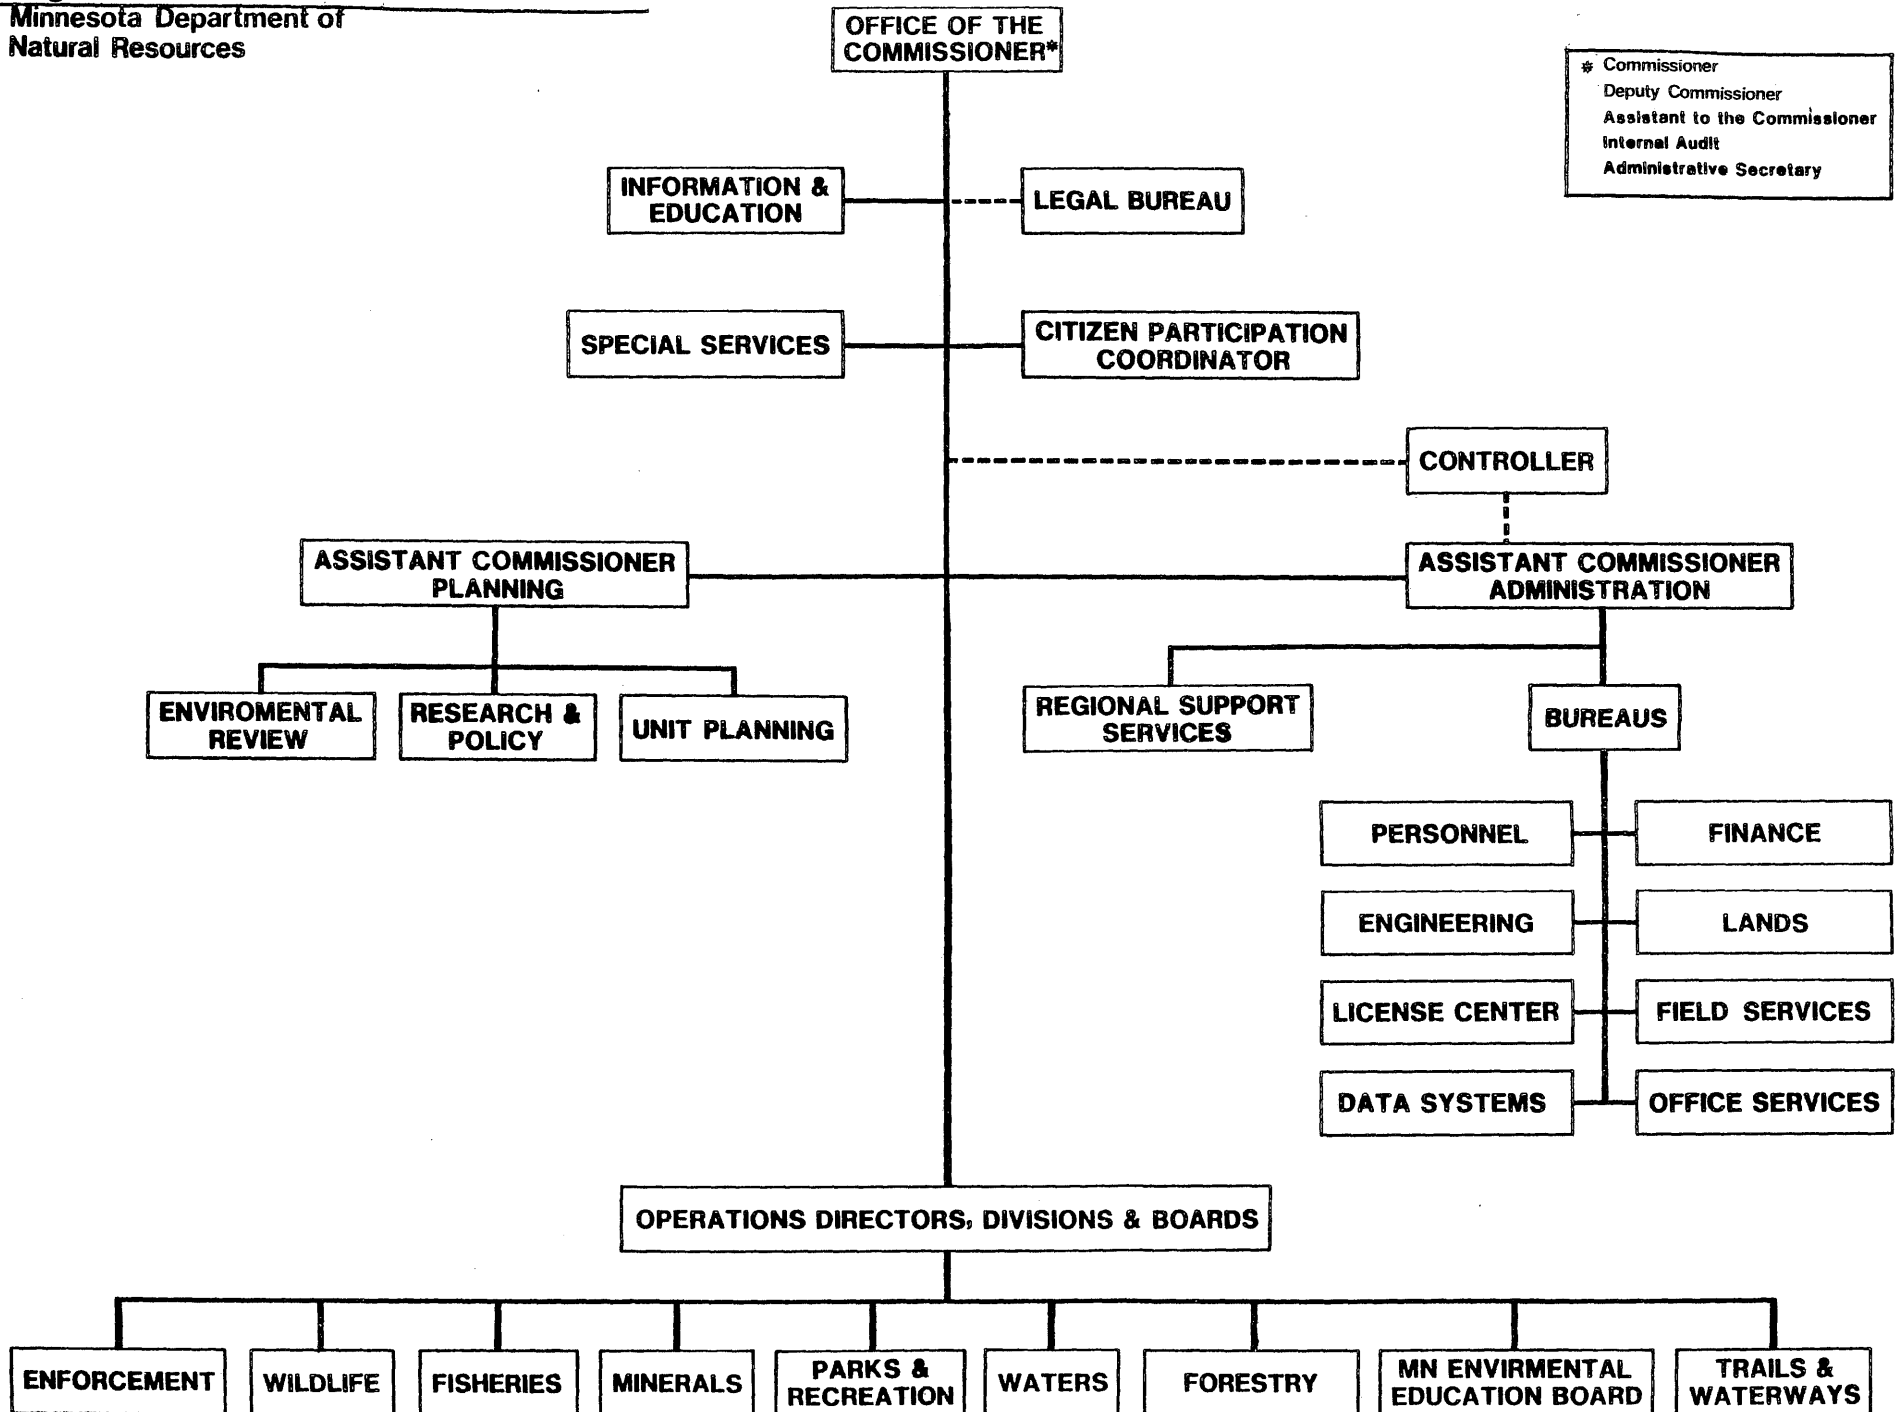 Minnesota Department of
Natural Resources
OFFICE OF THE
COMMISSIONER*
* Commissioner
Deputy Commissioner
Assistant to the Commissioner
Internal Audit
Administrative Secretary
INFORMATION &
EDUCATION
LEGAL BUREAU
SPECIAL SERVICES
CITIZEN PARTICIPATION
COORDINATOR
CONTROLLER
ASSISTANT COMMISSIONER
PLANNING
ASSISTANT COMMISSIONER
ADMINISTRATION
ENVIROMENTAL
REVIEW
RESEARCH &
POLICY
UNIT PLANNING
REGIONAL SUPPORT
SERVICES
BUREAUS
PERSONNEL
FINANCE
ENGINEERING
LANDS
LICENSE CENTER
FIELD SERVICES
DATA SYSTEMS
OFFICE SERVICES
OPERATIONS DIRECTORS, DIVISIONS & BOARDS
ENFORCEMENT
WILDLIFE
FISHERIES
MINERALS
PARKS &
RECREATION
WATERS
FORESTRY
MN ENVIRMENTAL
EDUCATION BOARD
TRAILS &
WATERWAYS